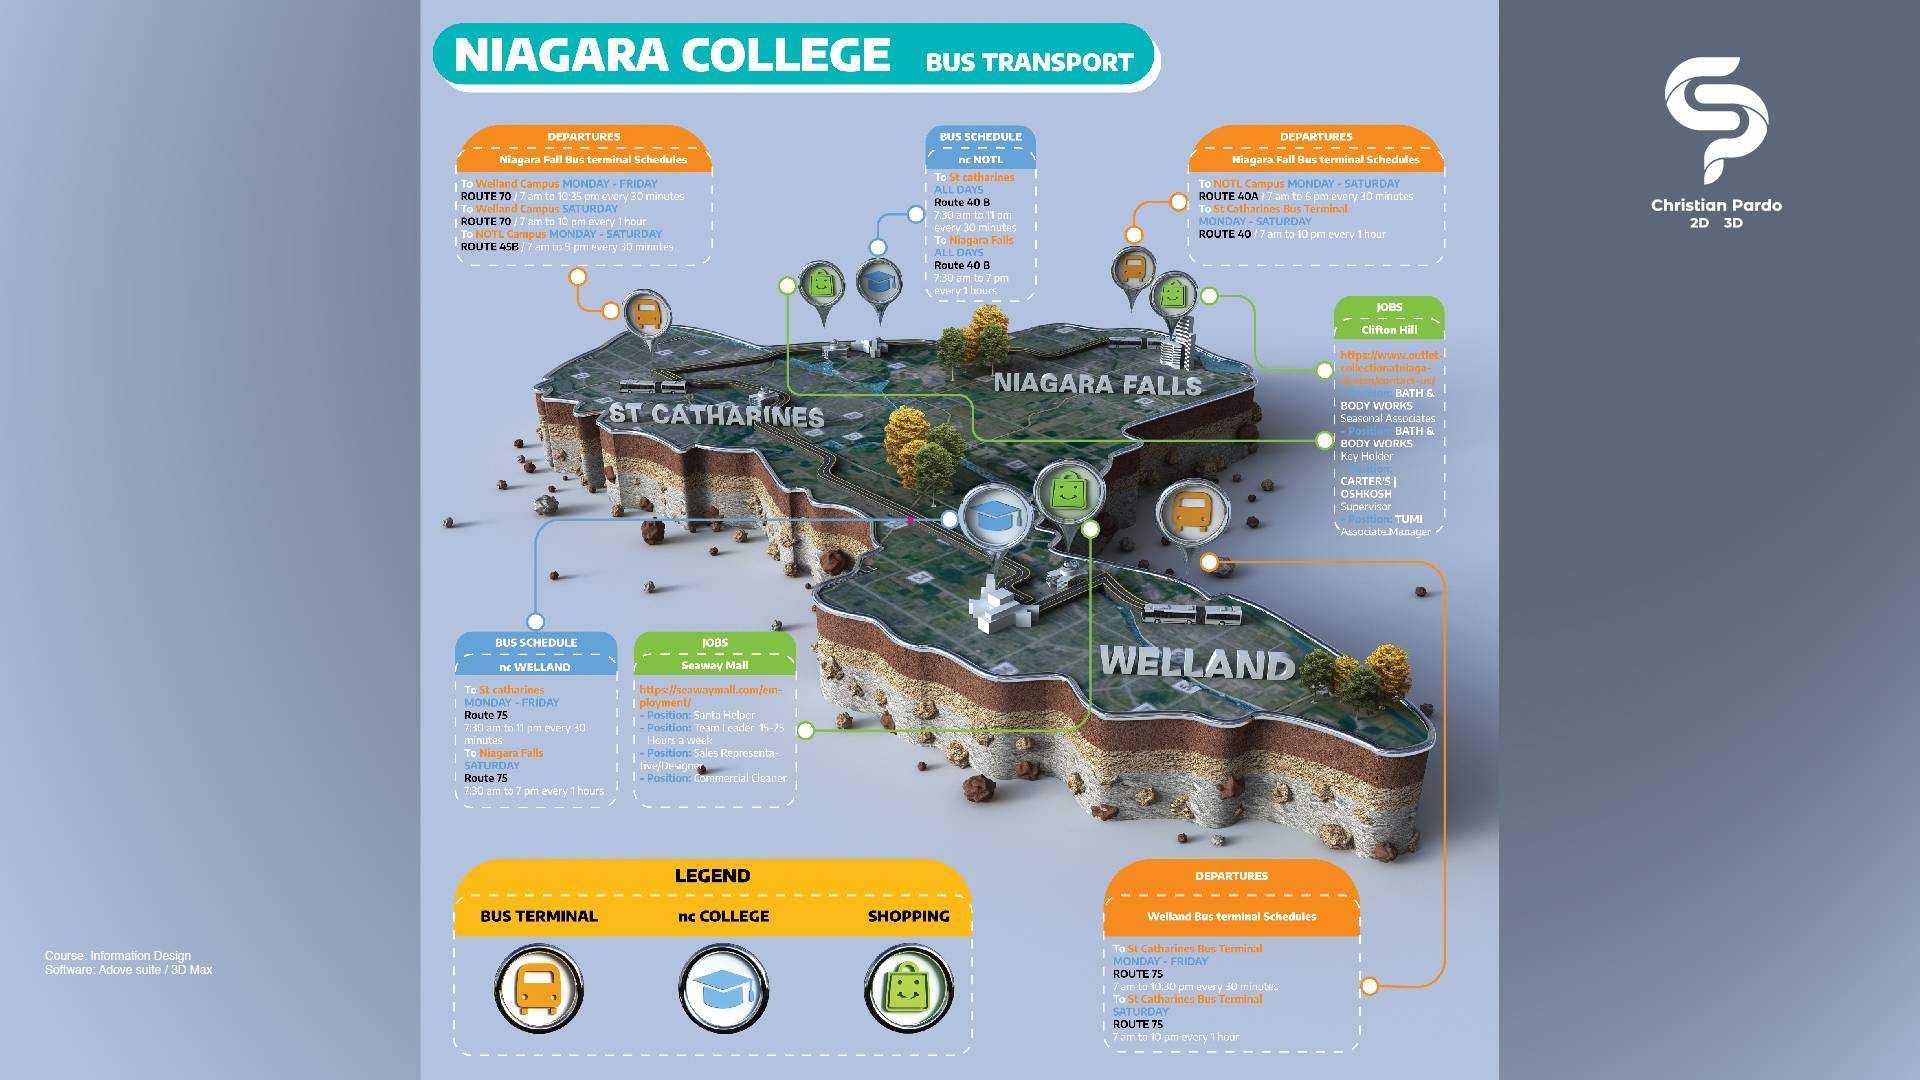 NIAGARA COLLEGE BUS TRANSPORT
Christian Pardo
2D 3D
DEPARTURES
Niagara Fall Bus terminal Schedules
To Welland Campus MONDAY - FRIDAY
ROUTE 70 / 7 am to 10:35 pm every 30 minutes
To Welland Campus SATURDAY
ROUTE 70 / 7 am to 10 pm every 1 hour
To NOTL Campus MONDAY - SATURDAY
ROUTE 45B / 7 am to 9 pm every 30 minutes
BUS SCHEDULE
nc NOTL
To St catharines
ALL DAYS
Route 40 B
7:30 am to 11 pm
every 30 minutes
To Niagara Falls
ALL DAYS
Route 40 B
7:30 am to 7 pm
every 1 hours
DEPARTURES
Niagara Fall Bus terminal Schedules
To NOTL Campus MONDAY - SATURDAY
ROUTE 40A / 7 am to 6 pm every 30 minutes
To St Catharines Bus Terminal
MONDAY - SATURDAY
ROUTE 40 / 7 am to 10 pm every 1 hour
JOBS
Clifton Hill
https://www.outlet-
collectionatniaga-
ra.com/contact-us/
- Position: BATH &
BODY WORKS
Seasonal Associates
- Position: BATH &
BODY WORKS
Key Holder
- Position:
CARTER'S |
OSHKOSH
Supervisor
- Position: TUMI
Associate Manager
NIAGARA FALLS
ST CATHARINES
WELLAND
BUS SCHEDULE
nc WELLAND
To St catharines
MONDAY - FRIDAY
Route 75
7:30 am to 11 pm every 30
minutes
To Niagara Falls
SATURDAY
Route 75
7:30 am to 7 pm every 1 hours
JOBS
Seaway Mall
https://seawaymall.com/em-
ployment/
- Position: Santa Helper
- Position: Team Leader 15-25
Hours a week
- Position: Sales Representa-
tive/Designer
- Position: Commercial Cleaner
LEGEND
BUS TERMINAL nc COLLEGE SHOPPING
DEPARTURES
Welland Bus terminal Schedules
To St Catharines Bus Terminal
MONDAY - FRIDAY
ROUTE 75
7 am to 10:30 pm every 30 minutes
To St Catharines Bus Terminal
SATURDAY
ROUTE 75
7 am to 10 pm every 1 hour
Course: Information Design
Software: Adove suite / 3D Max